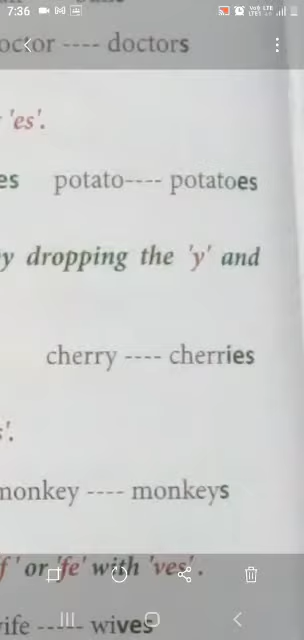 7:36
octor ---- doctors
'es'.
es potato---- potatoes
y dropping the 'y' and
cherry ---- cherries
s'.
monkey ---- monkeys
f ' or 'fe' with 'ves' .
ife ----- wives